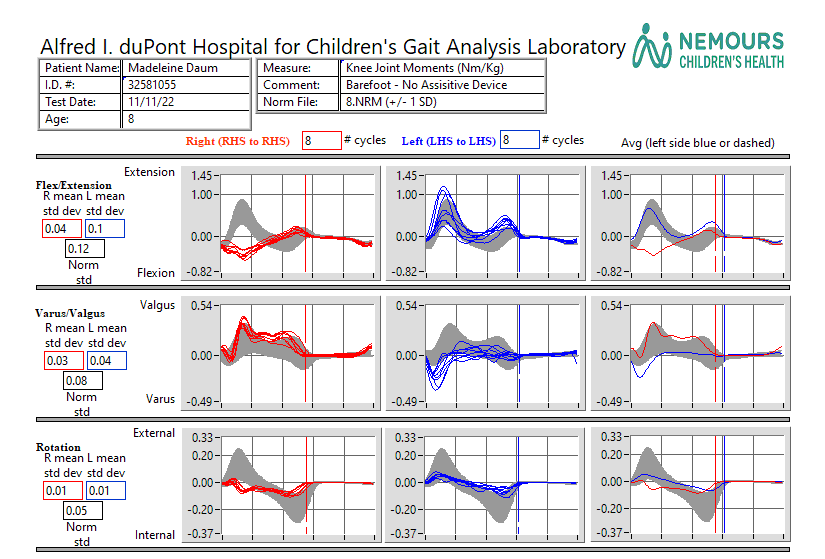 Alfred I. duPont Hospital for Children's Gait Analysis Laboratory
NEMOURS
CHILDREN'S HEALTH
Patient Name: Madeleine Daum
I.D. #: 32581055
Test Date: 11/11/22
Age: 8
Measure: Knee Joint Moments (Nm/Kg)
Comment: Barefoot - No Assisitive Device
Norm File: 8.NRM (+/- 1 SD)
Right (RHS to RHS) 8 # cycles Left (LHS to LHS) 8 # cycles Avg (left side blue or dashed)
Extension
Flex/Extension
R mean L mean
std dev std dev
0.04 0.1
0.12
Norm
std
Flexion
1.45
1.00
0.00
-0.82
1.45
1.00
0.00
-0.82
1.45
1.00
0.00
-0.82
Valgus
Varus/Valgus
R mean L mean
std dev std dev
0.03 0.04
0.08
Norm
std
Varus
0.54
0.00
-0.49
0.54
0.00
-0.49
0.54
0.00
-0.49
External
Rotation
R mean L mean
std dev std dev
0.01 0.01
0.05
Norm
std
Internal
0.33
0.20
0.00
-0.20
-0.37
0.33
0.20
0.00
-0.20
-0.37
0.33
0.20
0.00
-0.20
-0.37